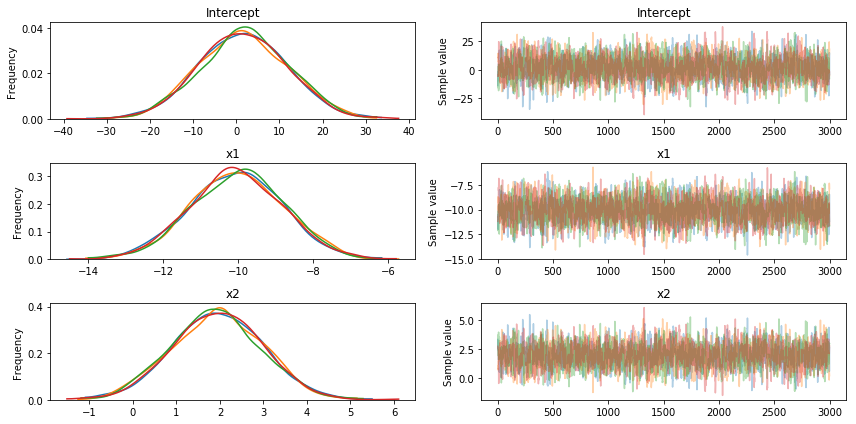 Intercept
Frequency
0.04
0.02
0.00
−40 −30 −20 −10 0 10 20 30 40
Intercept
Sample value
25
0
−25
0 500 1000 1500 2000 2500 3000
x1
Frequency
0.3
0.2
0.1
0.0
−14 −12 −10 −8 −6
x1
Sample value
−7.5
−10.0
−12.5
−15.0
0 500 1000 1500 2000 2500 3000
x2
Frequency
0.4
0.2
0.0
−1 0 1 2 3 4 5 6
x2
Sample value
5.0
2.5
0.0
0 500 1000 1500 2000 2500 3000